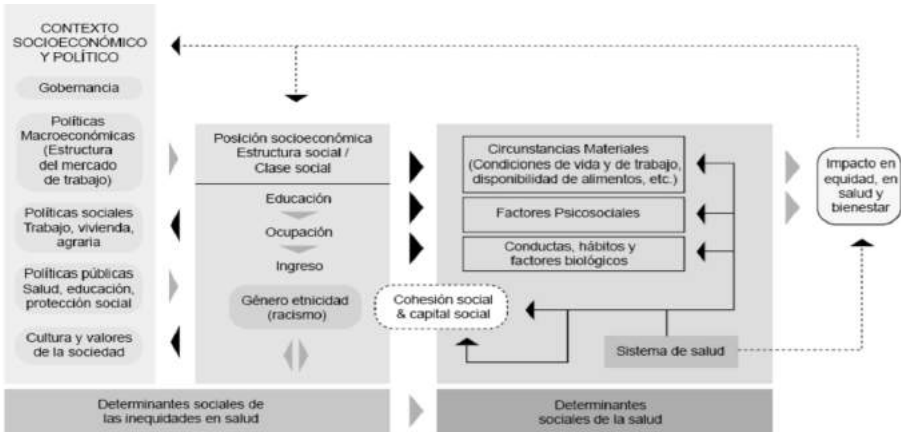 CONTEXTO
SOCIOECONÓMICO
Y POLÍTICO
Gobernancia
Políticas
Macroeconómicas
(Estructura
del mercado
de trabajo)
Políticas sociales
Trabajo, vivienda,
agraria
Políticas públicas
Salud, educación,
protección social
Cultura y valores
de la sociedad
Posición socioeconómica
Estructura social /
Clase social
Educación
Ocupación
Ingreso
Género etnicidad
(racismo)
Cohesión social
& capital social
Circunstancias Materiales
(Condiciones de vida y de trabajo,
disponibilidad de alimentos, etc.)
Factores Psicosociales
Conductas, hábitos y
factores biológicos
Sistema de salud
Impacto en
equidad, en
salud y
bienestar
Determinantes sociales de
las inequidades en salud
Determinantes
sociales de la salud